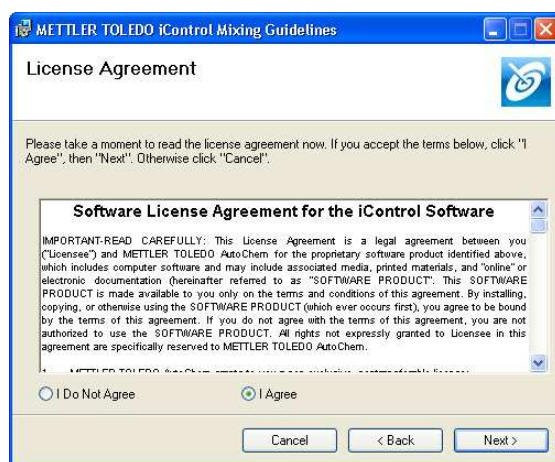 METTLER TOLEDO iControl Mixing Guidelines
License Agreement
Please take a moment to read the license agreement now. If you accept the terms below, click "I
Agree", then "Next". Otherwise click "Cancel".
Software License Agreement for the iControl Software
IMPORTANT-READ CAREFULLY: This License Agreement is a legal agreement between you
("Licensee") and METTLER TOLEDO AutoChem for the proprietary software product identified above,
which includes computer software and may include associated media, printed materials, and "online" or
electronic documentation (hereinafter referred to as "SOFTWARE PRODUCT". This SOFTWARE
PRODUCT is made available to you only on the terms and conditions of this agreement. By installing,
copying, or otherwise using the SOFTWARE PRODUCT (which ever occurs first), you agree to be bound
by the terms of this agreement. If you do not agree with the terms of this agreement, you are not
authorized to use the SOFTWARE PRODUCT. All rights not expressly granted to Licensee in this
agreement are specifically reserved to METTLER TOLEDO AutoChem.
I Do Not Agree
I Agree
Cancel
< Back
Next >